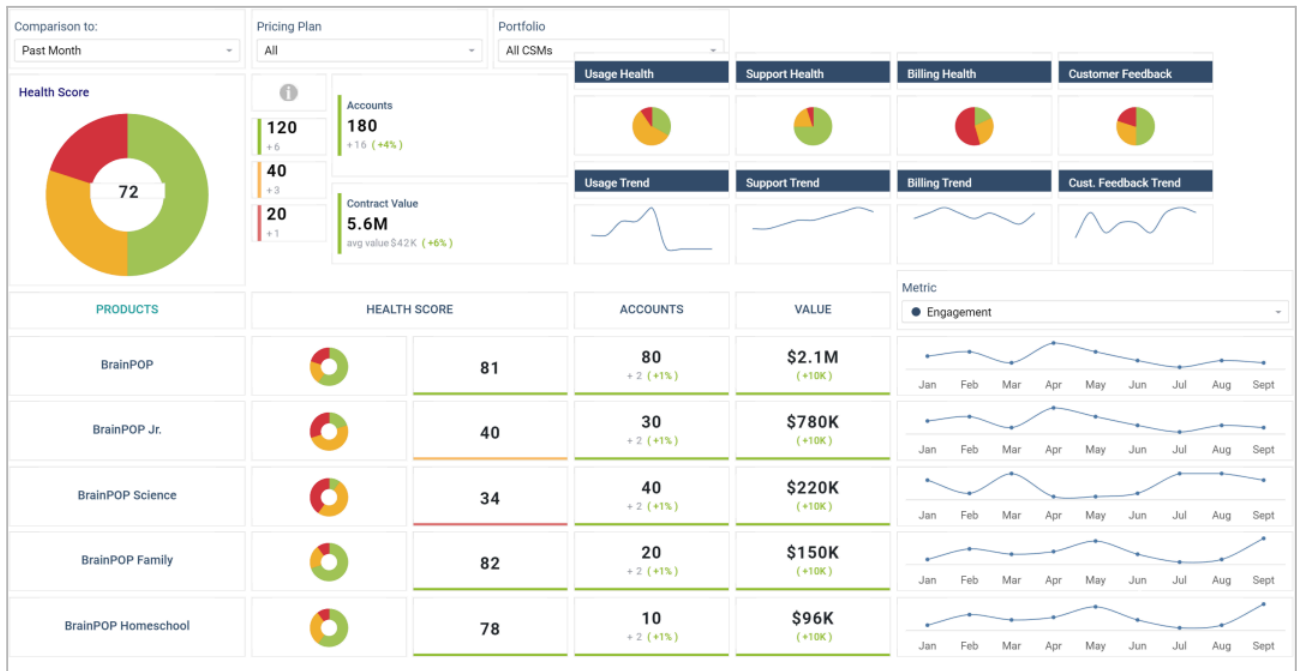 Comparison to:
Past Month
Pricing Plan
All
Portfolio
All CSMs
Health Score
72
120
+ 6
40
+ 3
20
+ 1
Accounts
180
+ 16 ( +4% )
Contract Value
5.6M
avg value $42K ( +6% )
Usage Health
Support Health
Billing Health
Customer Feedback
Usage Trend
Support Trend
Billing Trend
Cust. Feedback Trend
PRODUCTS
HEALTH SCORE
ACCOUNTS
VALUE
Metric
Engagement
BrainPOP
81
80
+ 2 ( +1% )
$2.1M
( +10K )
Jan Feb Mar Apr May Jun Jul Aug Sept
BrainPOP Jr.
40
30
+ 2 ( +1% )
$780K
( +10K )
Jan Feb Mar Apr May Jun Jul Aug Sept
BrainPOP Science
34
40
+ 2 ( +1% )
$220K
( +10K )
Jan Feb Mar Apr May Jun Jul Aug Sept
BrainPOP Family
82
20
+ 2 ( +1% )
$150K
( +10K )
Jan Feb Mar Apr May Jun Jul Aug Sept
BrainPOP Homeschool
78
10
+ 2 ( +1% )
$96K
( +10K )
Jan Feb Mar Apr May Jun Jul Aug Sept